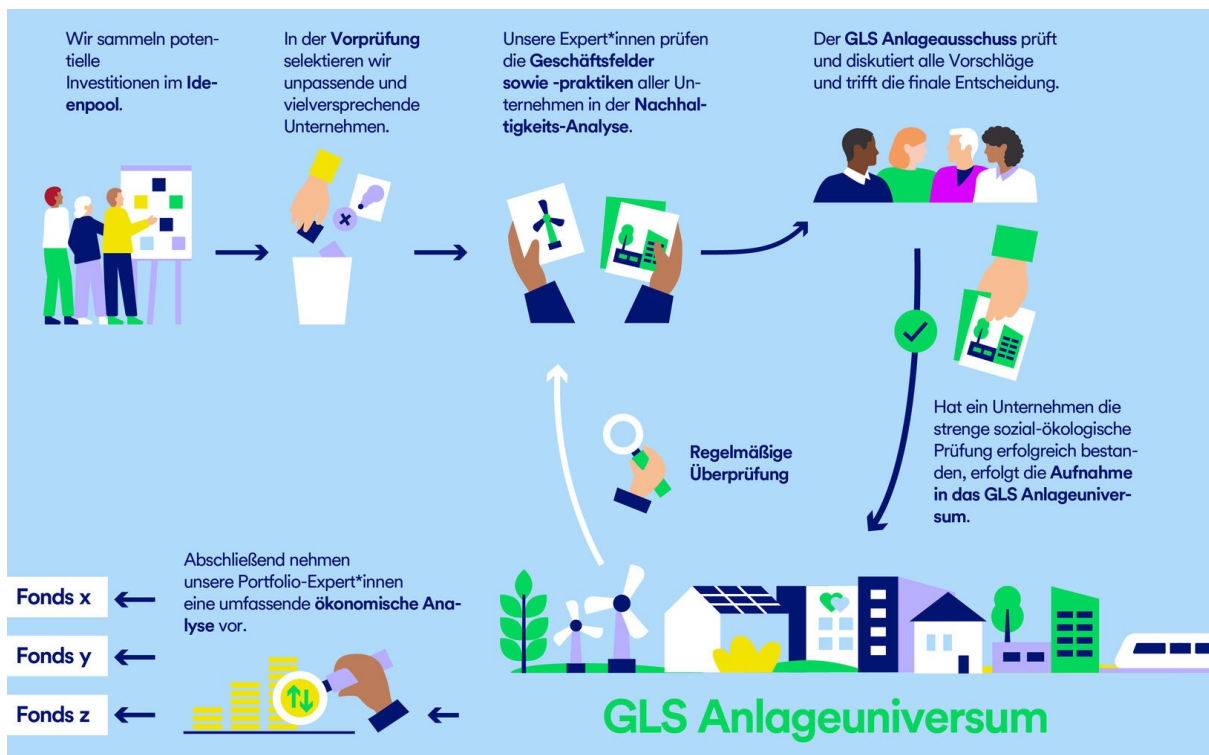 Wir sammeln poten-
tielle
Investitionen im Ide-
enpool.
In der Vorprüfung
selektieren wir
unpassende und
vielversprechende
Unternehmen.
Unsere Expert*innen prüfen
die Geschäftsfelder
sowie -praktiken aller Un-
ternehmen in der Nachhal-
tigkeits-Analyse.
Der GLS Anlageausschuss prüft
und diskutiert alle Vorschläge
und trifft die finale Entscheidung.
Hat ein Unternehmen die
strenge sozial-ökologische
Prüfung erfolgreich bestan-
den, erfolgt die Aufnahme
in das GLS Anlageuniver-
sum.
Regelmäßige
Überprüfung
GLS Anlageuniversum
Abschließend nehmen
unsere Portfolio-Expert*innen
eine umfassende ökonomische Ana-
lyse vor.
Fonds x
Fonds y
Fonds z